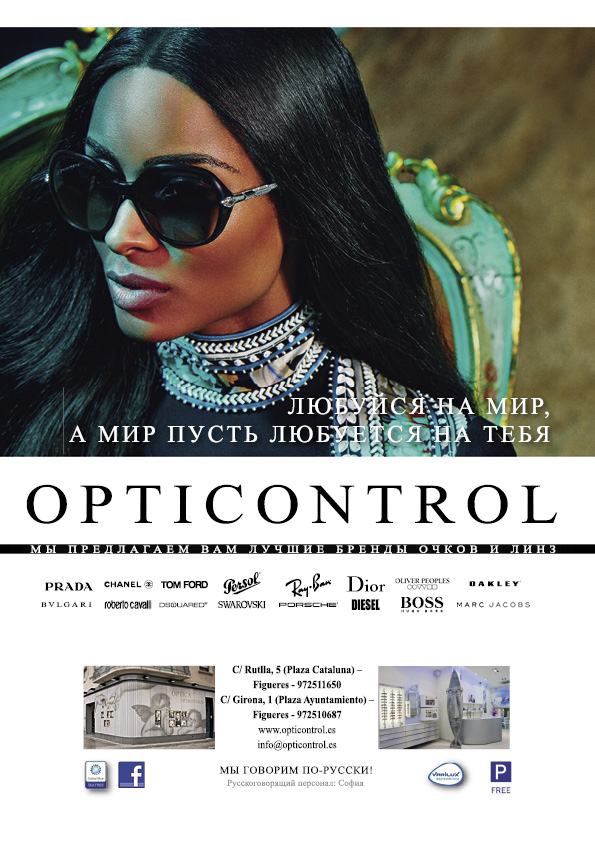 ЛЮБУЙСЯ НА МИР,
А МИР ПУСТЬ ЛЮБУЕТСЯ НА ТЕБЯ
OPTICONTROL
МЫ ПРЕДЛАГАЕМ ВАМ ЛУЧШИЕ БРЕНДЫ ОЧКОВ И ЛИНЗ
PRADA CHANEL TOM FORD Persol Ray-Ban Dior OLIVER PEOPLES OAKLEY
BVLGARI roberto cavalli DSQUARED² SWAROVSKI PORSCHE DIESEL BOSS MARC JACOBS
HUGO BOSS
C/ Rutlla, 5 (Plaza Cataluna) –
Figueres - 972511650
C/ Girona, 1 (Plaza Ayuntamiento) –
Figueres - 972510687
www.opticontrol.es
info@opticontrol.es
МЫ ГОВОРИМ ПО-РУССКИ!
Русскоговорящий персонал: София
VARILUX
P
FREE